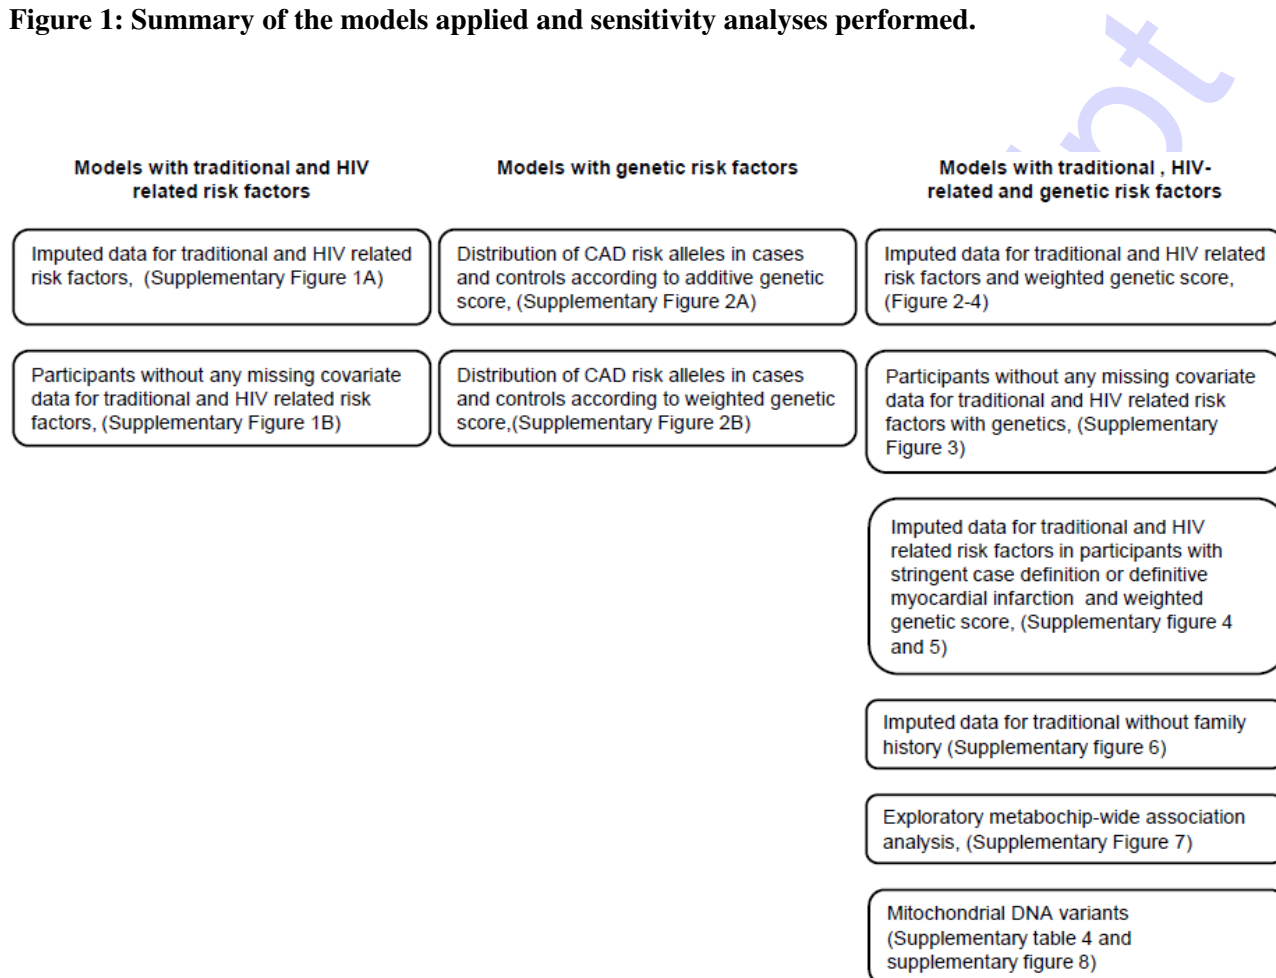 Figure 1: Summary of the models applied and sensitivity analyses performed.
Models with traditional and HIV
related risk factors
Imputed data for traditional and HIV related
risk factors, (Supplementary Figure 1A)
Participants without any missing covariate
data for traditional and HIV related risk
factors, (Supplementary Figure 1B)
Models with genetic risk factors
Distribution of CAD risk alleles in cases
and controls according to additive genetic
score, (Supplementary Figure 2A)
Distribution of CAD risk alleles in cases
and controls according to weighted genetic
score,(Supplementary Figure 2B)
Models with traditional , HIV-
related and genetic risk factors
Imputed data for traditional and HIV related
risk factors and weighted genetic score,
(Figure 2-4)
Participants without any missing covariate
data for traditional and HIV related risk
factors with genetics, (Supplementary
Figure 3)
Imputed data for traditional and HIV
related risk factors in participants with
stringent case definition or definitive
myocardial infarction and weighted
genetic score, (Supplementary figure 4
and 5)
Imputed data for traditional without family
history (Supplementary figure 6)
Exploratory metabochip-wide association
analysis, (Supplementary Figure 7)
Mitochondrial DNA variants
(Supplementary table 4 and
supplementary figure 8)